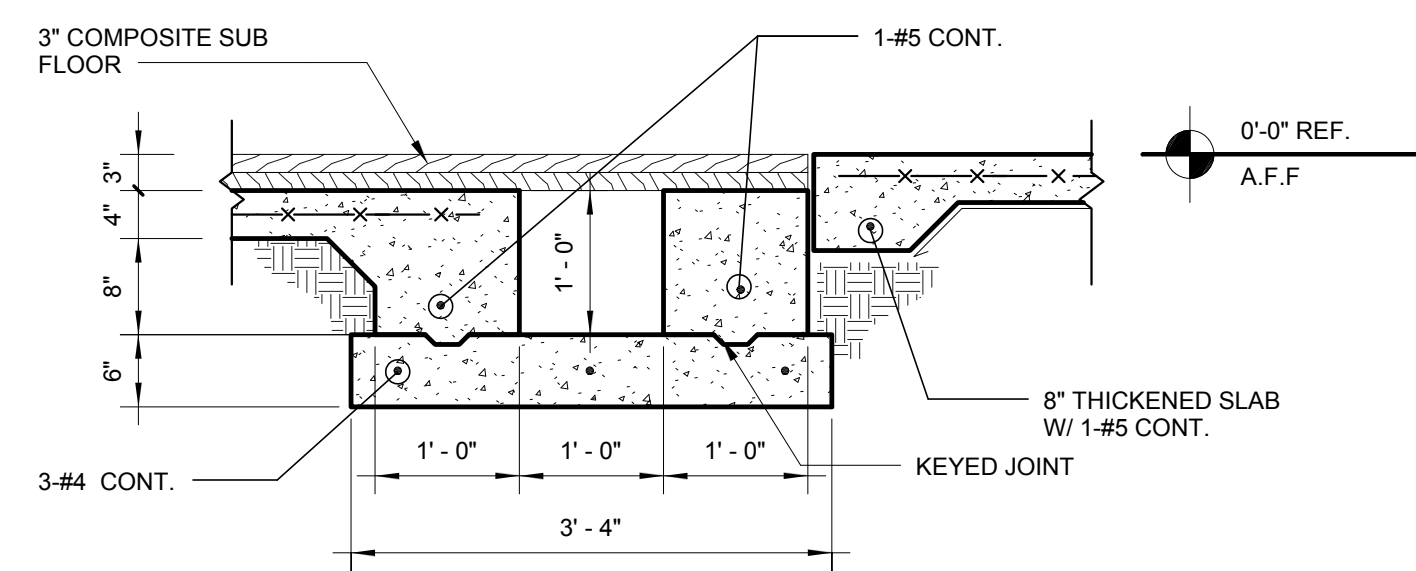 3" COMPOSITE SUB
FLOOR
1-#5 CONT.
0'-0" REF.
A.F.F
3"
4"
8"
6"
1' - 0"
8" THICKENED SLAB
W/ 1-#5 CONT.
KEYED JOINT
1' - 0"
1' - 0"
1' - 0"
3-#4 CONT.
3' - 4"